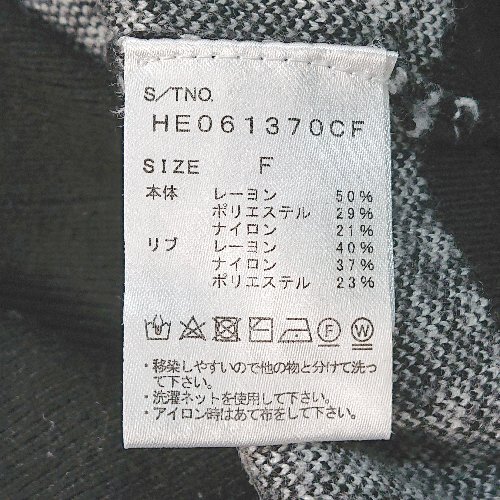 S/TNO.
HE061370CF
SIZE F
本体 レーヨン 50%
ポリエステル 29%
ナイロン 21%
リブ レーヨン 40%
ナイロン 37%
ポリエステル 23%
F W
・移染しやすいので他の物と分けて洗っ
て下さい。
・洗濯ネットを使用して下さい。
・アイロン時はあて布をして下さい。